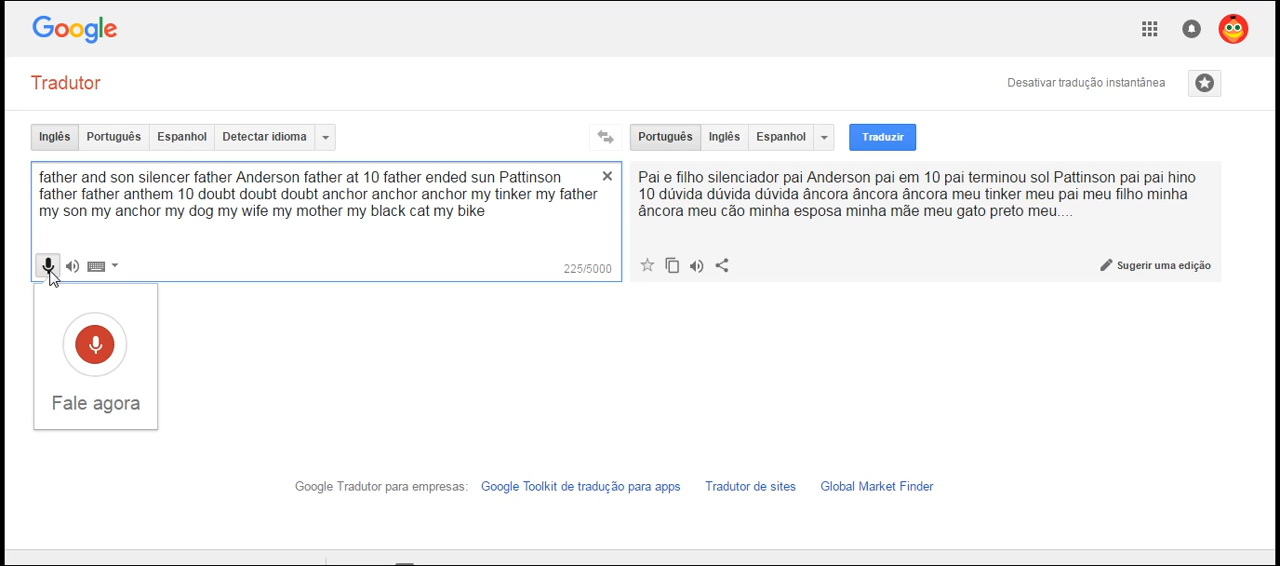 Google
Tradutor
Desativar tradução instantânea
Inglês Português Espanhol Detectar idioma
Português Inglês Espanhol Traduzir
father and son silencer father Anderson father at 10 father ended sun Pattinson
father father anthem 10 doubt doubt doubt anchor anchor anchor my tinker my father
my son my anchor my dog my wife my mother my black cat my bike
225/5000
Pai e filho silenciador pai Anderson pai em 10 pai terminou sol Pattinson pai pai hino
10 dúvida dúvida dúvida âncora âncora âncora meu tinker meu pai meu filho minha
âncora meu cão minha esposa minha mãe meu gato preto meu....
Sugerir uma edição
Fale agora
Google Tradutor para empresas: Google Toolkit de tradução para apps Tradutor de sites Global Market Finder